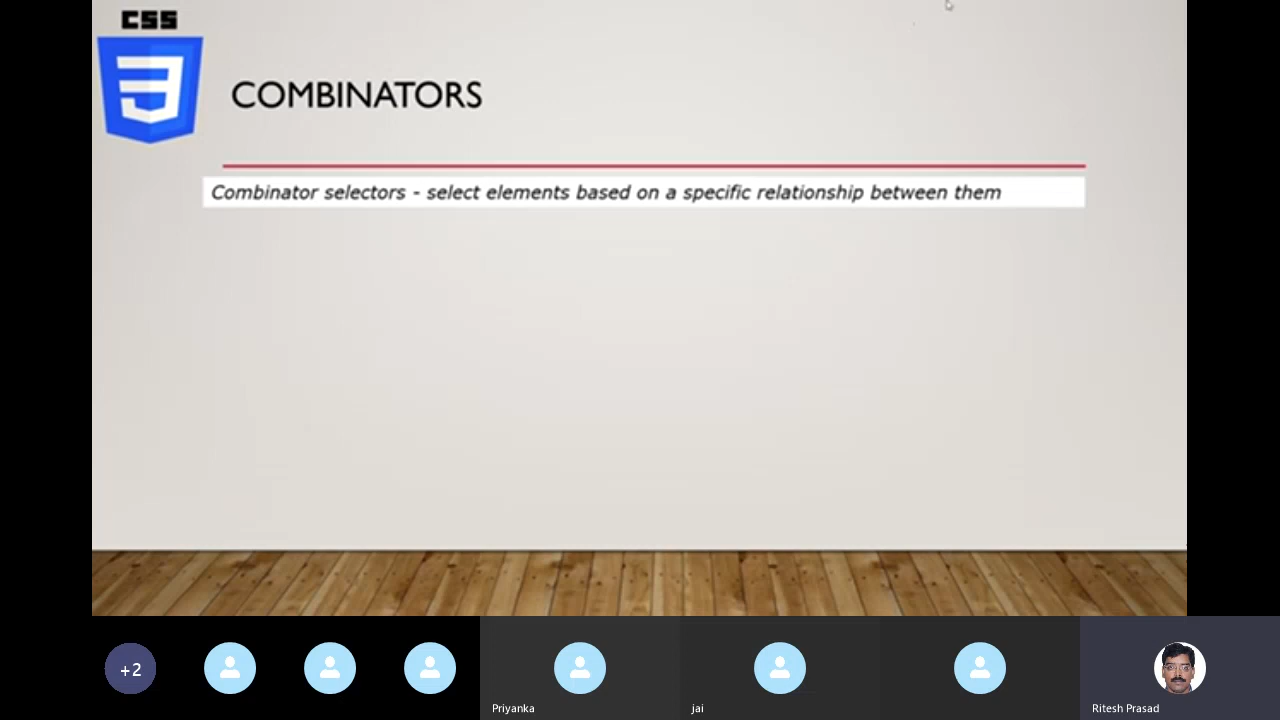 CSS
3
COMBINATORS
Combinator selectors - select elements based on a specific relationship between them
+2
Priyanka
jai
Ritesh Prasad